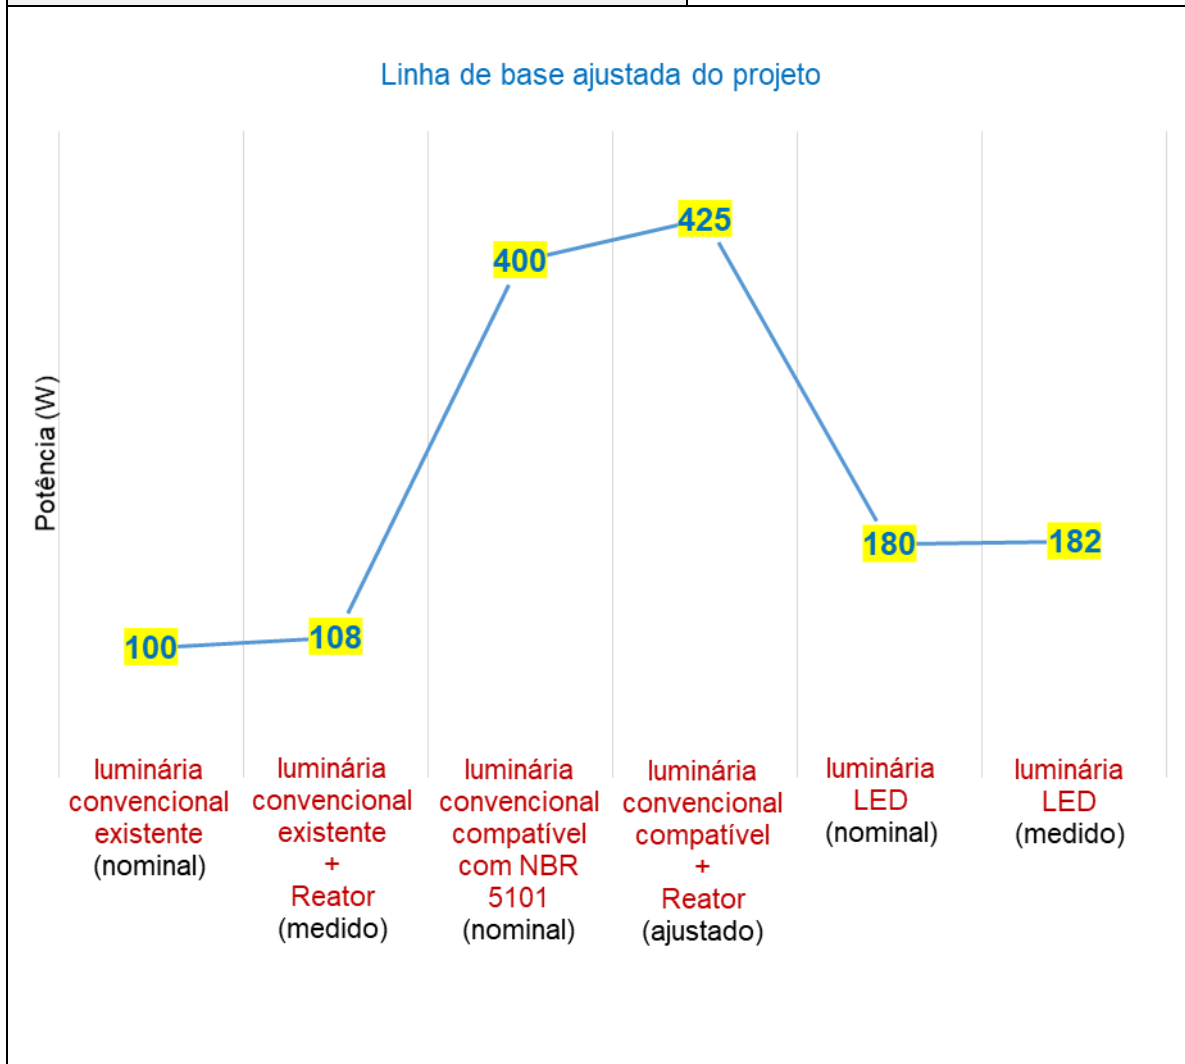 Linha de base ajustada do projeto
Potência (W)
100
108
400
425
180
182
luminária
convencional
existente
(nominal)
luminária
convencional
existente
+
Reator
(medido)
luminária
convencional
compatível
com NBR
5101
(nominal)
luminária
convencional
compatível
+
Reator
(ajustado)
luminária
LED
(nominal)
luminária
LED
(medido)